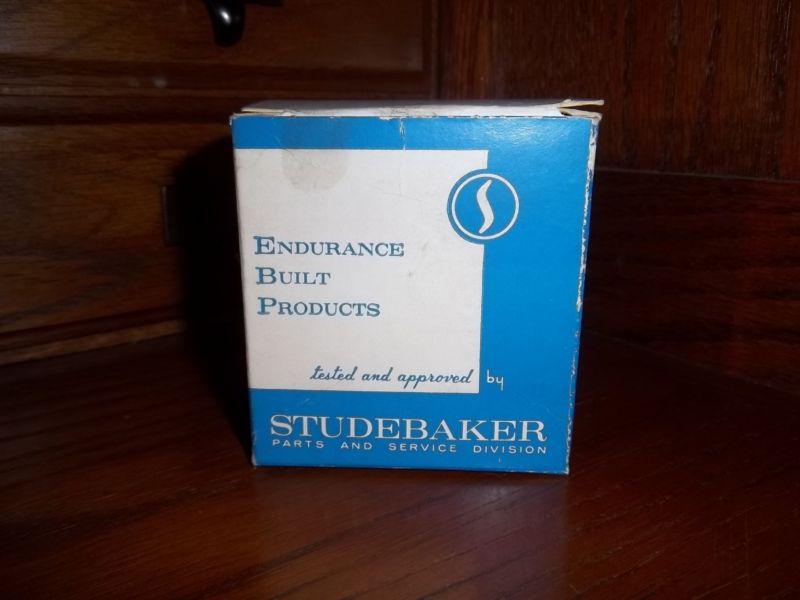 S
ENDURANCE
BUILT
PRODUCTS
tested and approved by
STUDEBAKER
PARTS AND SERVICE DIVISION